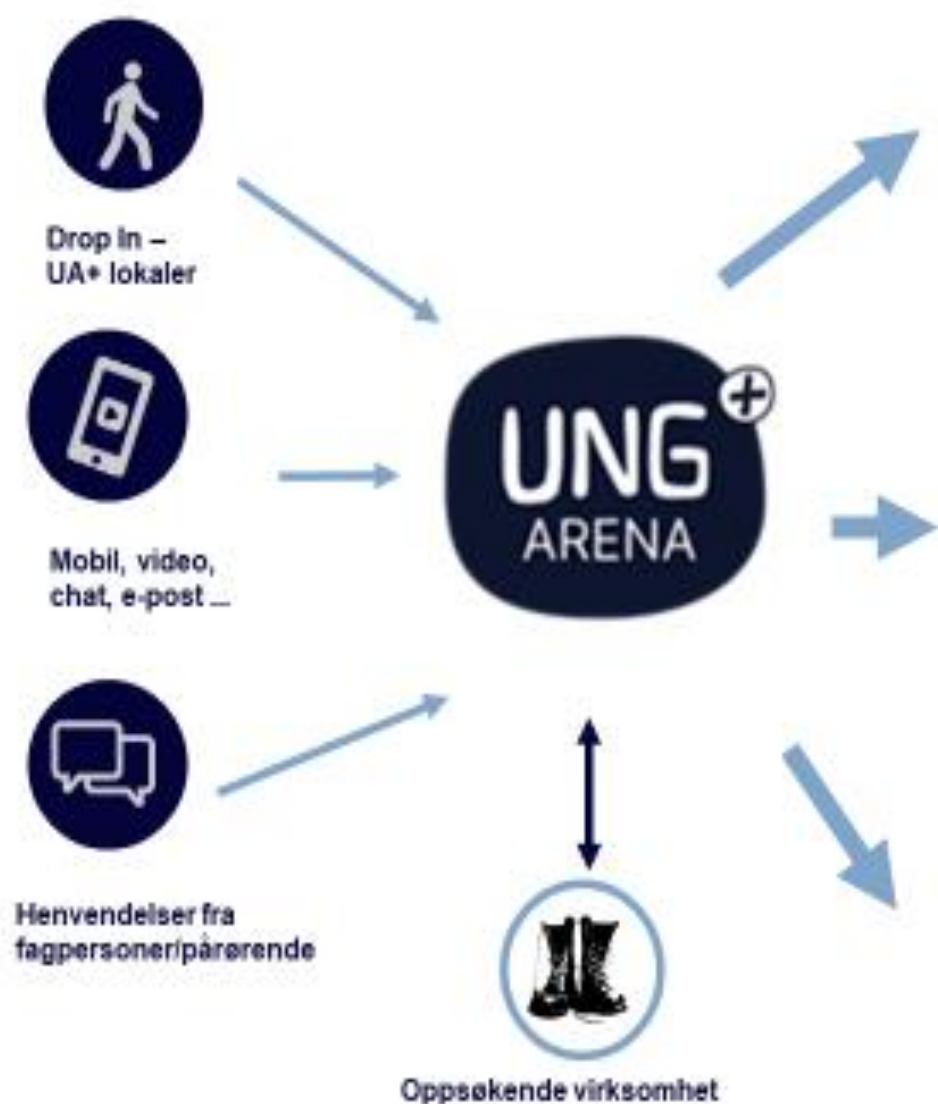 Drop In –
UA+ lokaler
Mobil, video,
chat, e-post ...
Henvendelser fra
fagpersoner/pårørende
UNG +
ARENA
Oppsøkende virksomhet